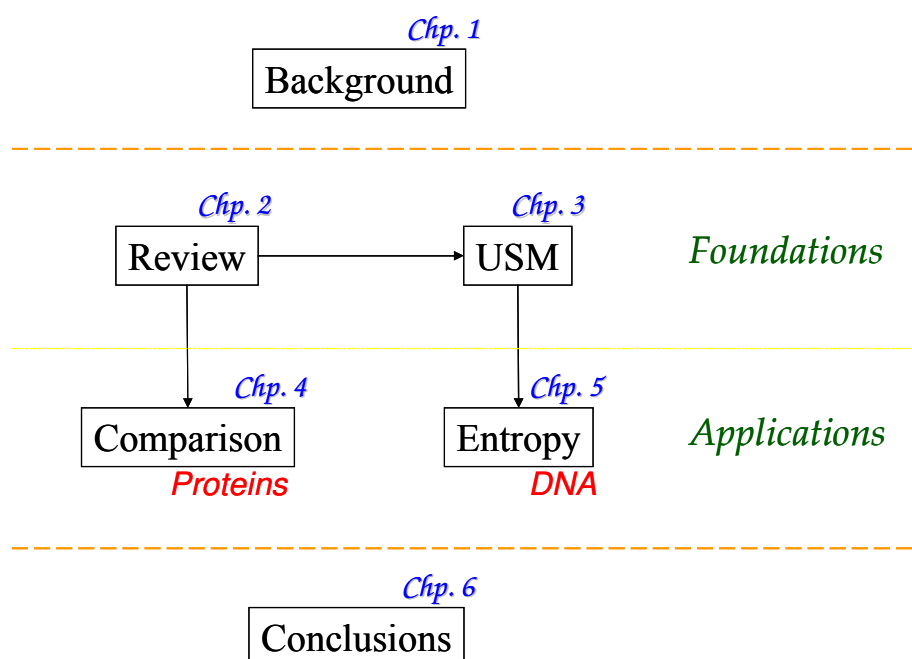 Chp. 1
Background
Chp. 2
Chp. 3
Review
USM
Foundations
Chp. 4
Chp. 5
Comparison
Entropy
Applications
Proteins
DNA
Chp. 6
Conclusions